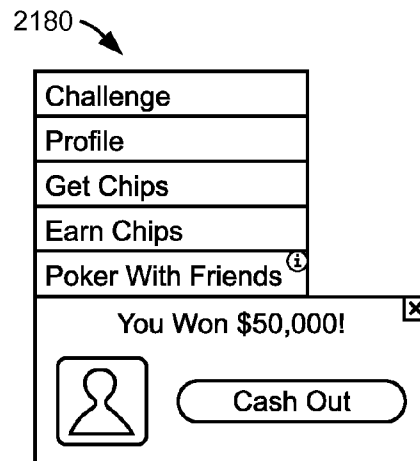 2180
Challenge
Profile
Get Chips
Earn Chips
Poker With Friends i
You Won $50,000!
Cash Out